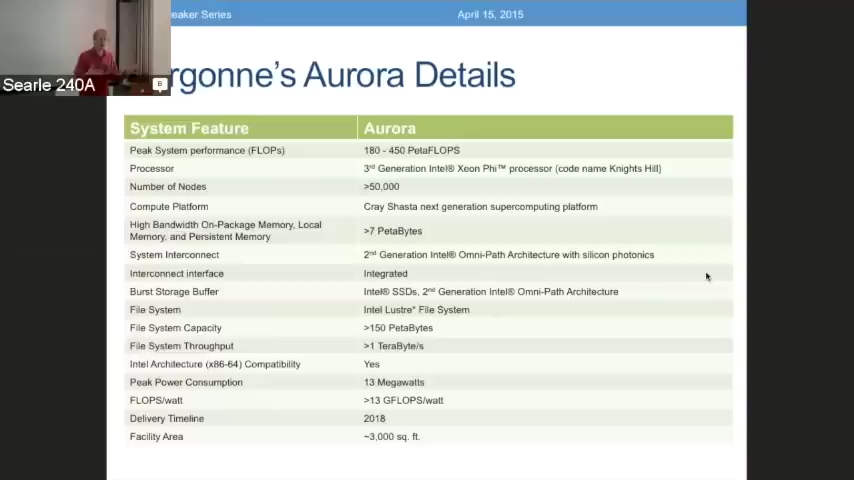 eaker Series
April 15, 2015
Searle 240A
B
rgonne's Aurora Details
System Feature
Aurora
Peak System performance (FLOPs)
180 - 450 PetaFLOPS
Processor
3rd Generation Intel® Xeon Phi™ processor (code name Knights Hill)
Number of Nodes
>50,000
Compute Platform
Cray Shasta next generation supercomputing platform
High Bandwidth On-Package Memory, Local
Memory, and Persistent Memory
>7 PetaBytes
System Interconnect
2nd Generation Intel® Omni-Path Architecture with silicon photonics
Interconnect interface
Integrated
Burst Storage Buffer
Intel® SSDs, 2nd Generation Intel® Omni-Path Architecture
File System
Intel Lustre* File System
File System Capacity
>150 PetaBytes
File System Throughput
>1 TeraByte/s
Intel Architecture (x86-64) Compatibility
Yes
Peak Power Consumption
13 Megawatts
FLOPS/watt
>13 GFLOPS/watt
Delivery Timeline
2018
Facility Area
~3,000 sq. ft.